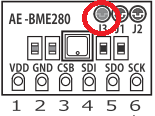 AE-BME280
J3 J1 J2
VDD GND CSB SDI SDO SCK
1 2 3 4 5 6